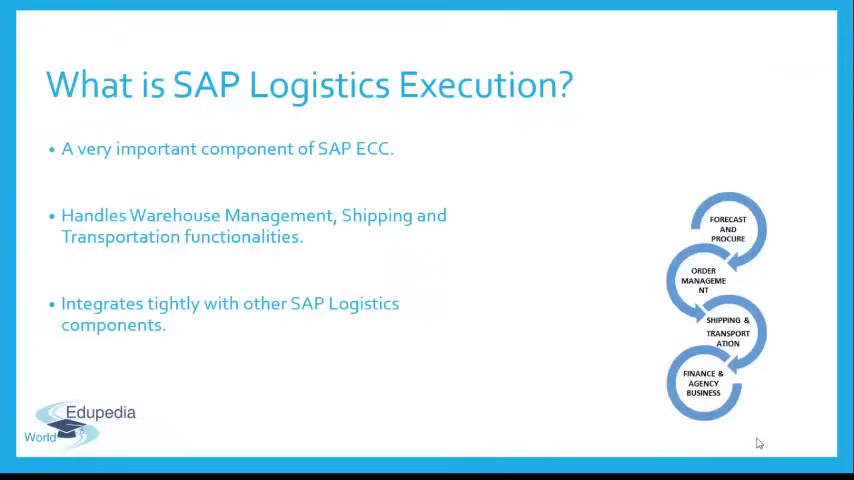 What is SAP Logistics Execution?
• A very important component of SAP ECC.
• Handles Warehouse Management, Shipping and
Transportation functionalities.
• Integrates tightly with other SAP Logistics
components.
FORECAST
AND
PROCURE
ORDER
MANAGEME
NT
SHIPPING &
TRANSPORT
ATION
FINANCE &
AGENCY
BUSINESS
Edupedia
World